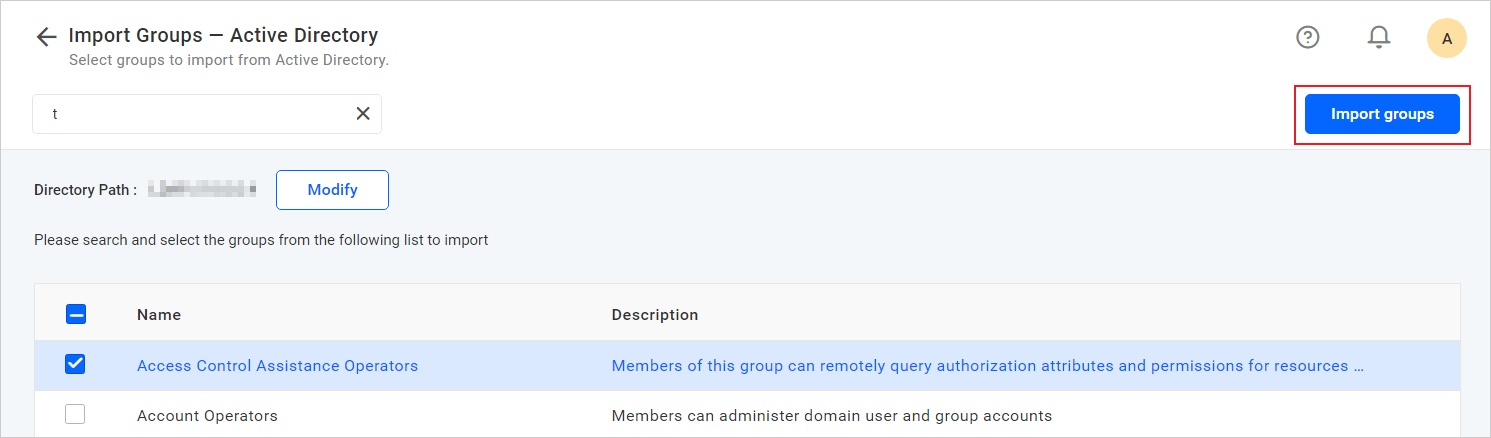 Import Groups — Active Directory
Select groups to import from Active Directory.
A
t
Import groups
Directory Path :
Modify
Please search and select the groups from the following list to import
Name Description
Access Control Assistance Operators Members of this group can remotely query authorization attributes and permissions for resources ...
Account Operators Members can administer domain user and group accounts